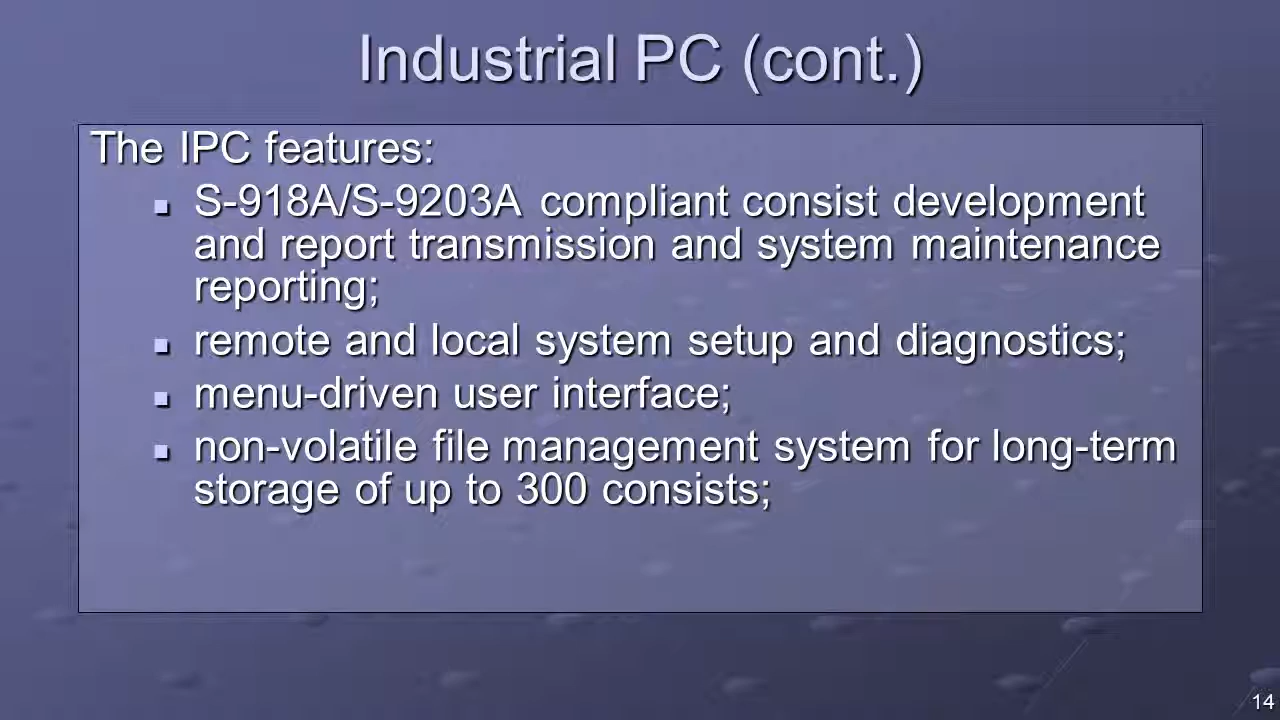 Industrial PC (cont.)
The IPC features:
S-918A/S-9203A compliant consist development
and report transmission and system maintenance
reporting;
remote and local system setup and diagnostics;
menu-driven user interface;
non-volatile file management system for long-term
storage of up to 300 consists;
14